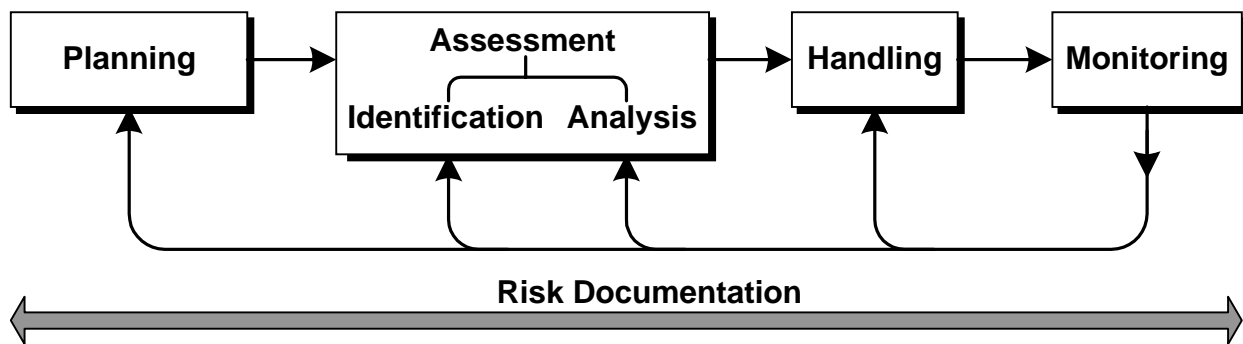 Planning
Assessment
Identification Analysis
Handling
Monitoring
Risk Documentation